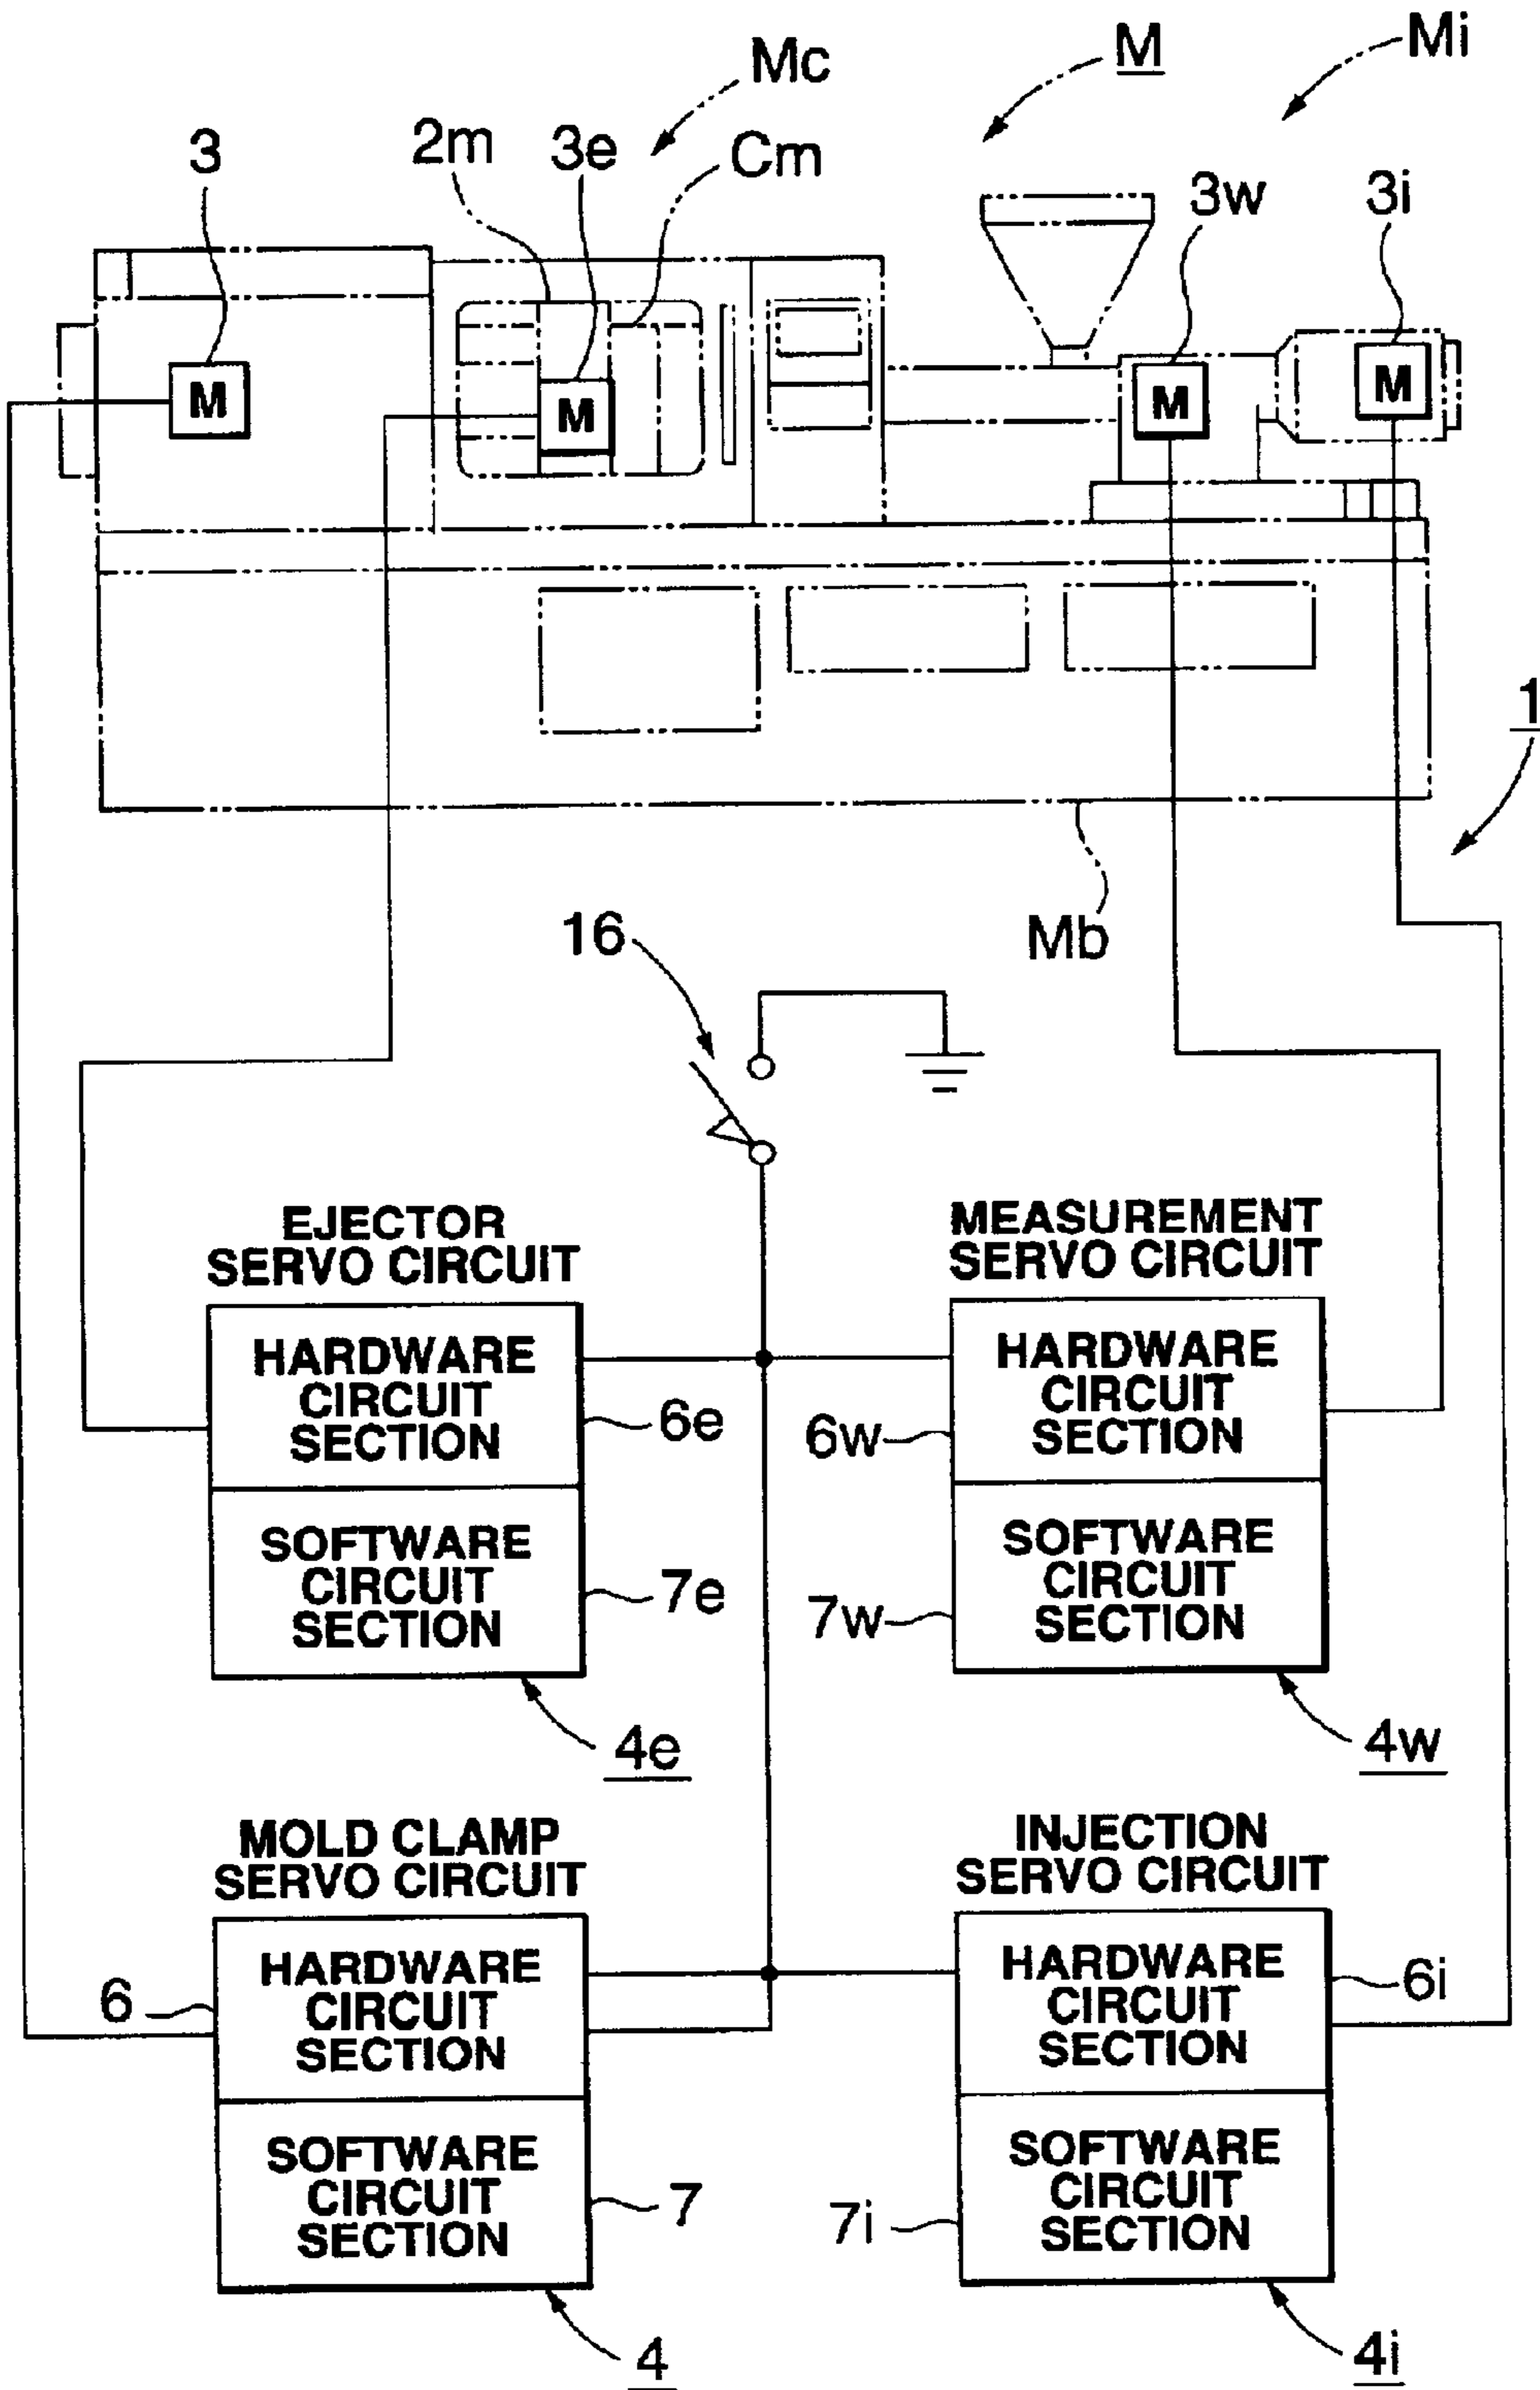 Mc
M
Mi
3
2m
3e
Cm
3w
3i
M
M
M
M
1
Mb
16
EJECTOR
SERVO CIRCUIT
HARDWARE
CIRCUIT
SECTION
6e
SOFTWARE
CIRCUIT
SECTION
7e
4e
MEASUREMENT
SERVO CIRCUIT
HARDWARE
CIRCUIT
SECTION
6w
SOFTWARE
CIRCUIT
SECTION
7w
4w
MOLD CLAMP
SERVO CIRCUIT
HARDWARE
CIRCUIT
SECTION
6
SOFTWARE
CIRCUIT
SECTION
7
4
INJECTION
SERVO CIRCUIT
HARDWARE
CIRCUIT
SECTION
6i
SOFTWARE
CIRCUIT
SECTION
7i
4i